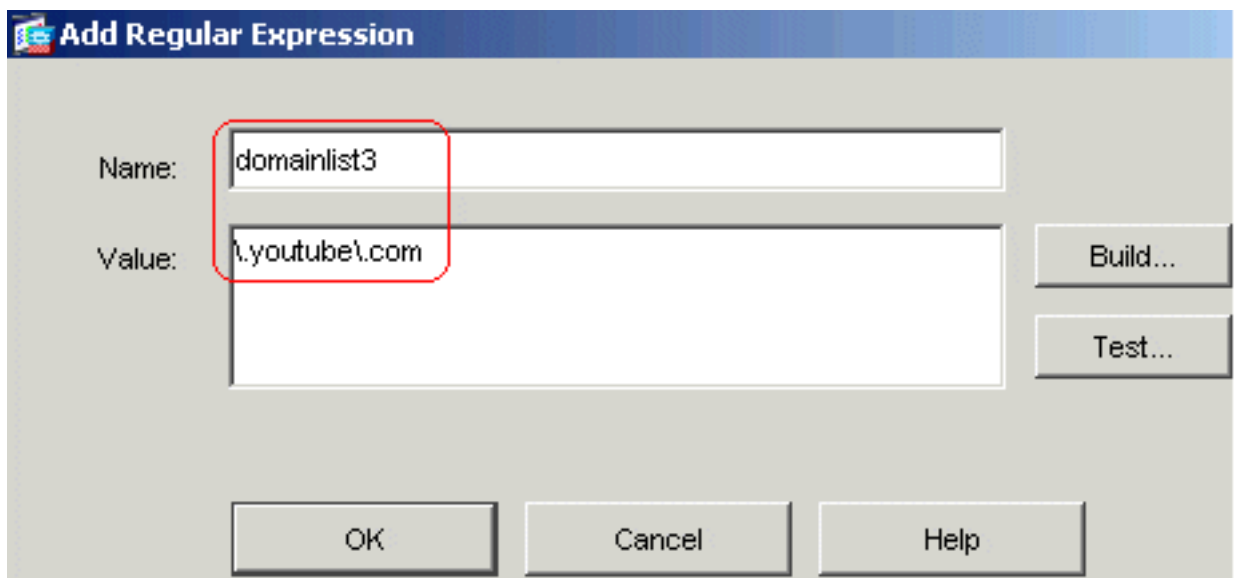 Add Regular Expression
Name:
domainlist3
Value:
\.youtube\.com
Build...
Test...
OK
Cancel
Help